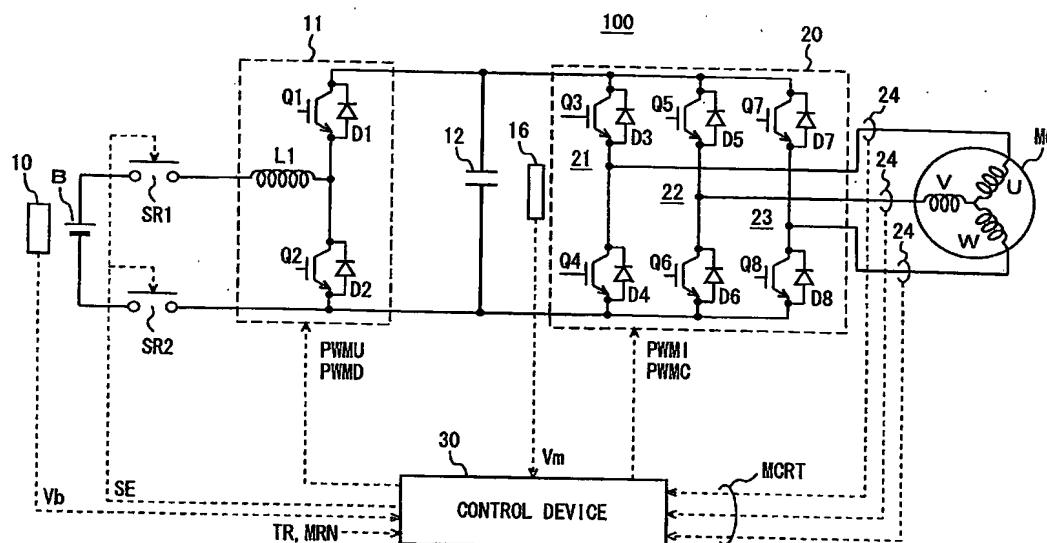 100
11
20
Q1
D1
12
16
Q3
D3
Q5
D5
Q7
D7
24
10
B
SR1
L1
21
22
23
24
V
U
W
Q2
D2
Q4
D4
Q6
D6
Q8
D8
24
SR2
PWMU
PWMD
PWMI
PWMC
30
Vm
MCRT
Vb
SE
CONTROL DEVICE
TR, MRN